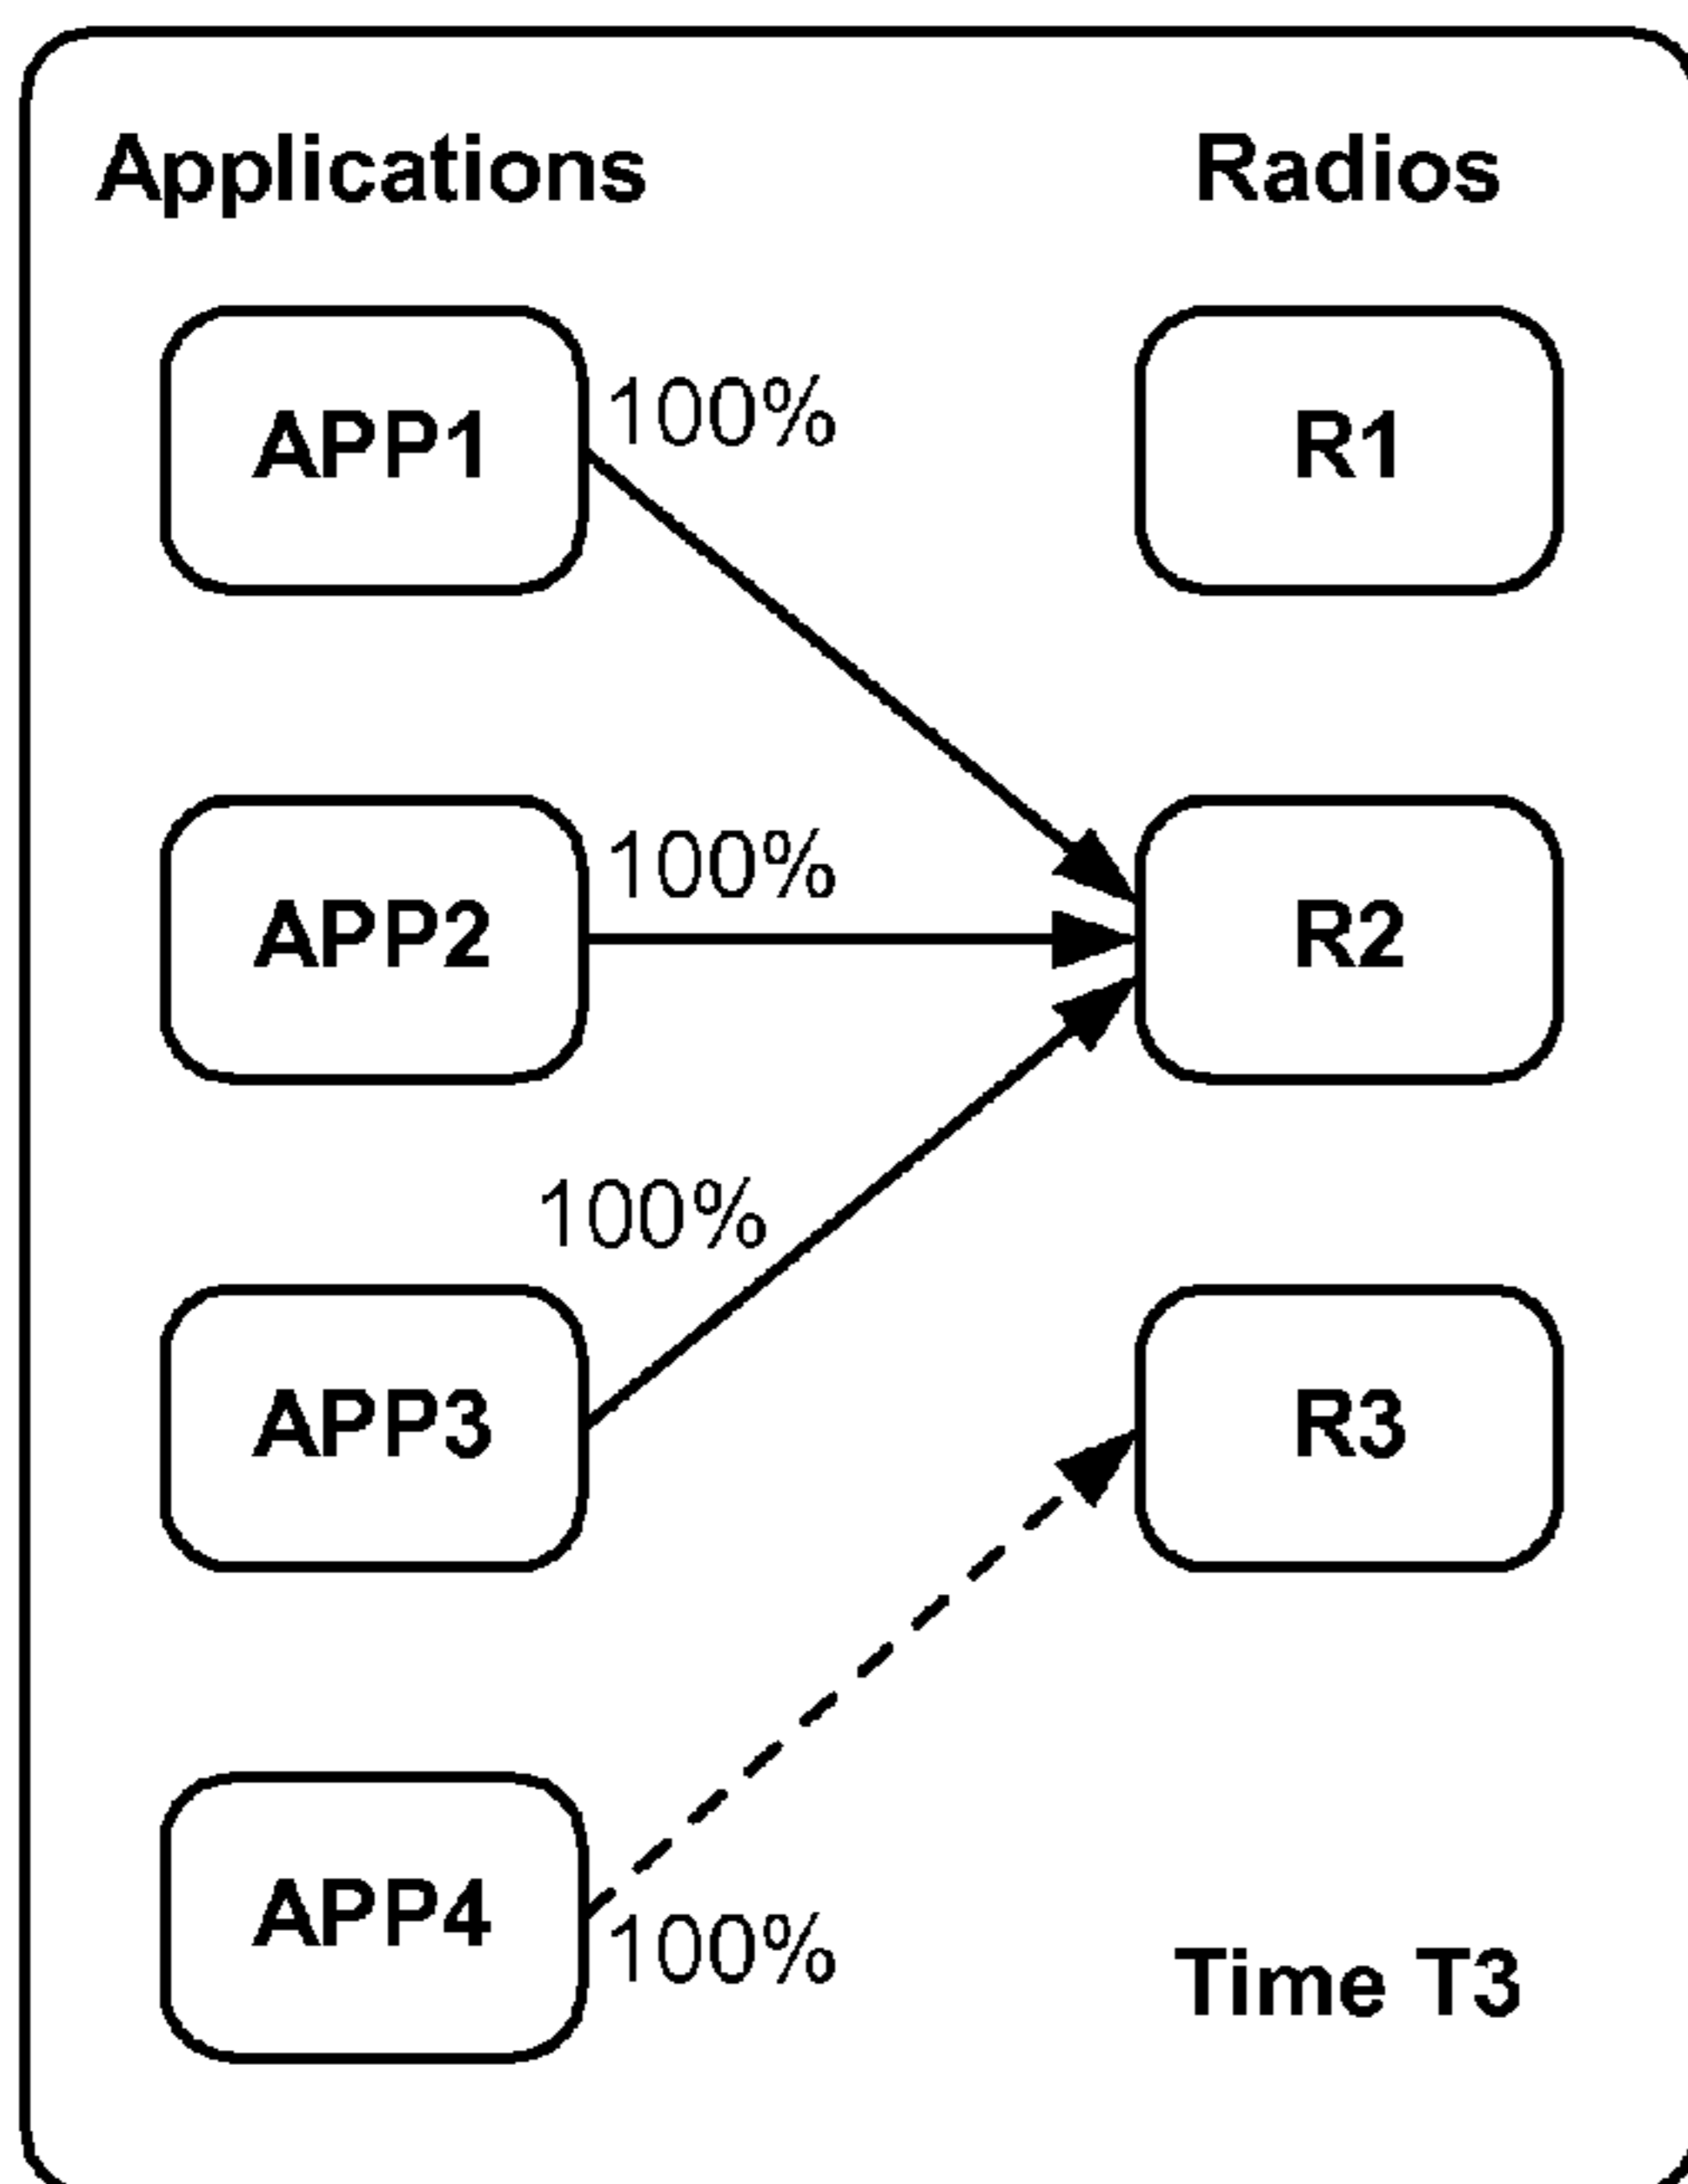 Applications Radios
APP1 100% R1
100%
APP2 R2
100%
APP3 R3
APP4
100%
Time T3